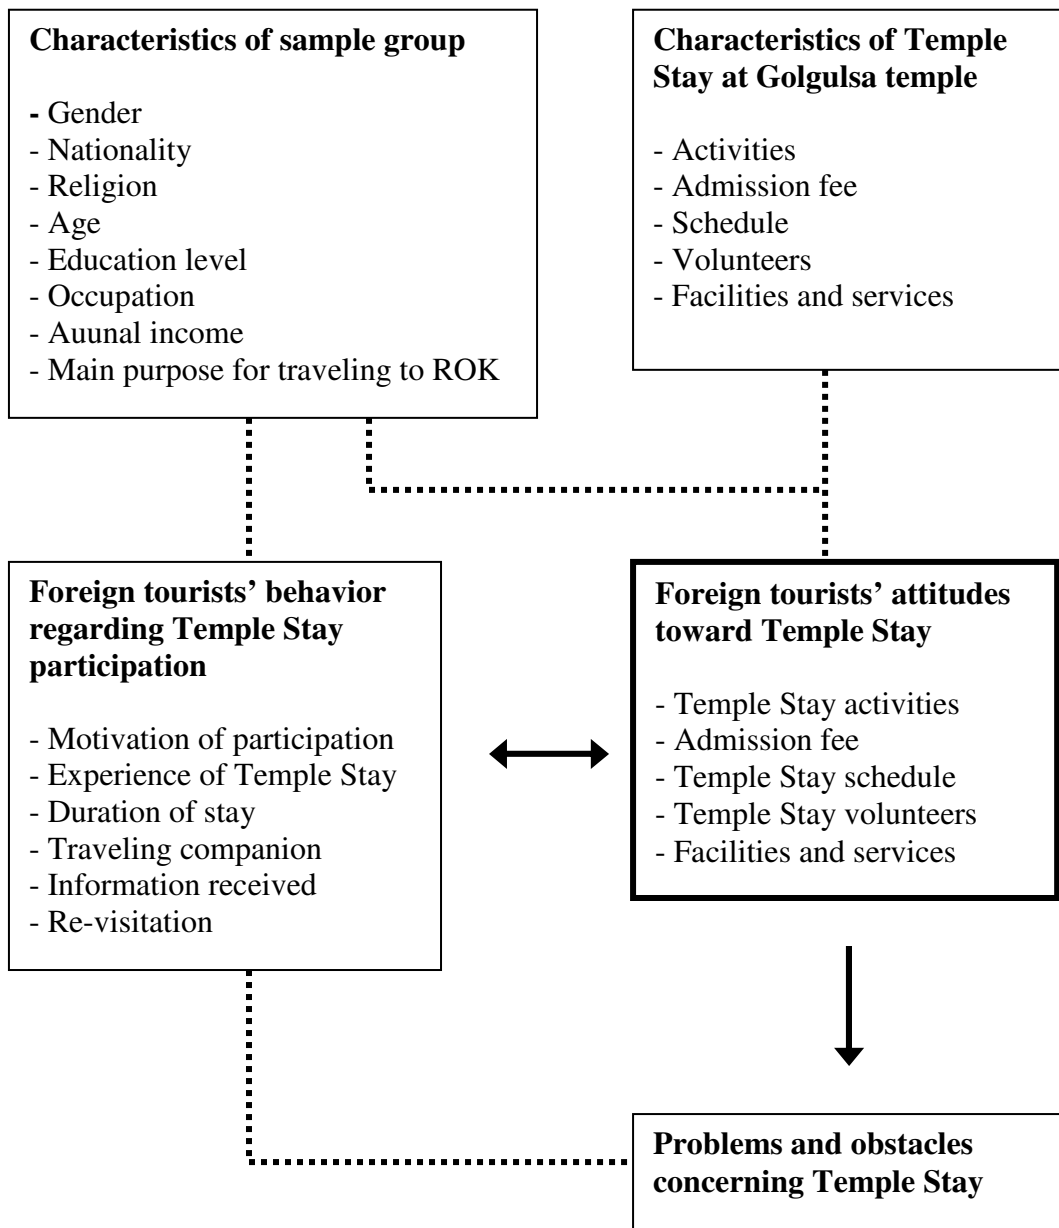 Characteristics of sample group
- Gender
- Nationality
- Religion
- Age
- Education level
- Occupation
- Auunal income
- Main purpose for traveling to ROK
Characteristics of Temple
Stay at Golgulsa temple
- Activities
- Admission fee
- Schedule
- Volunteers
- Facilities and services
Foreign tourists’ behavior
regarding Temple Stay
participation
- Motivation of participation
- Experience of Temple Stay
- Duration of stay
- Traveling companion
- Information received
- Re-visitation
Foreign tourists’ attitudes
toward Temple Stay
- Temple Stay activities
- Admission fee
- Temple Stay schedule
- Temple Stay volunteers
- Facilities and services
Problems and obstacles
concerning Temple Stay